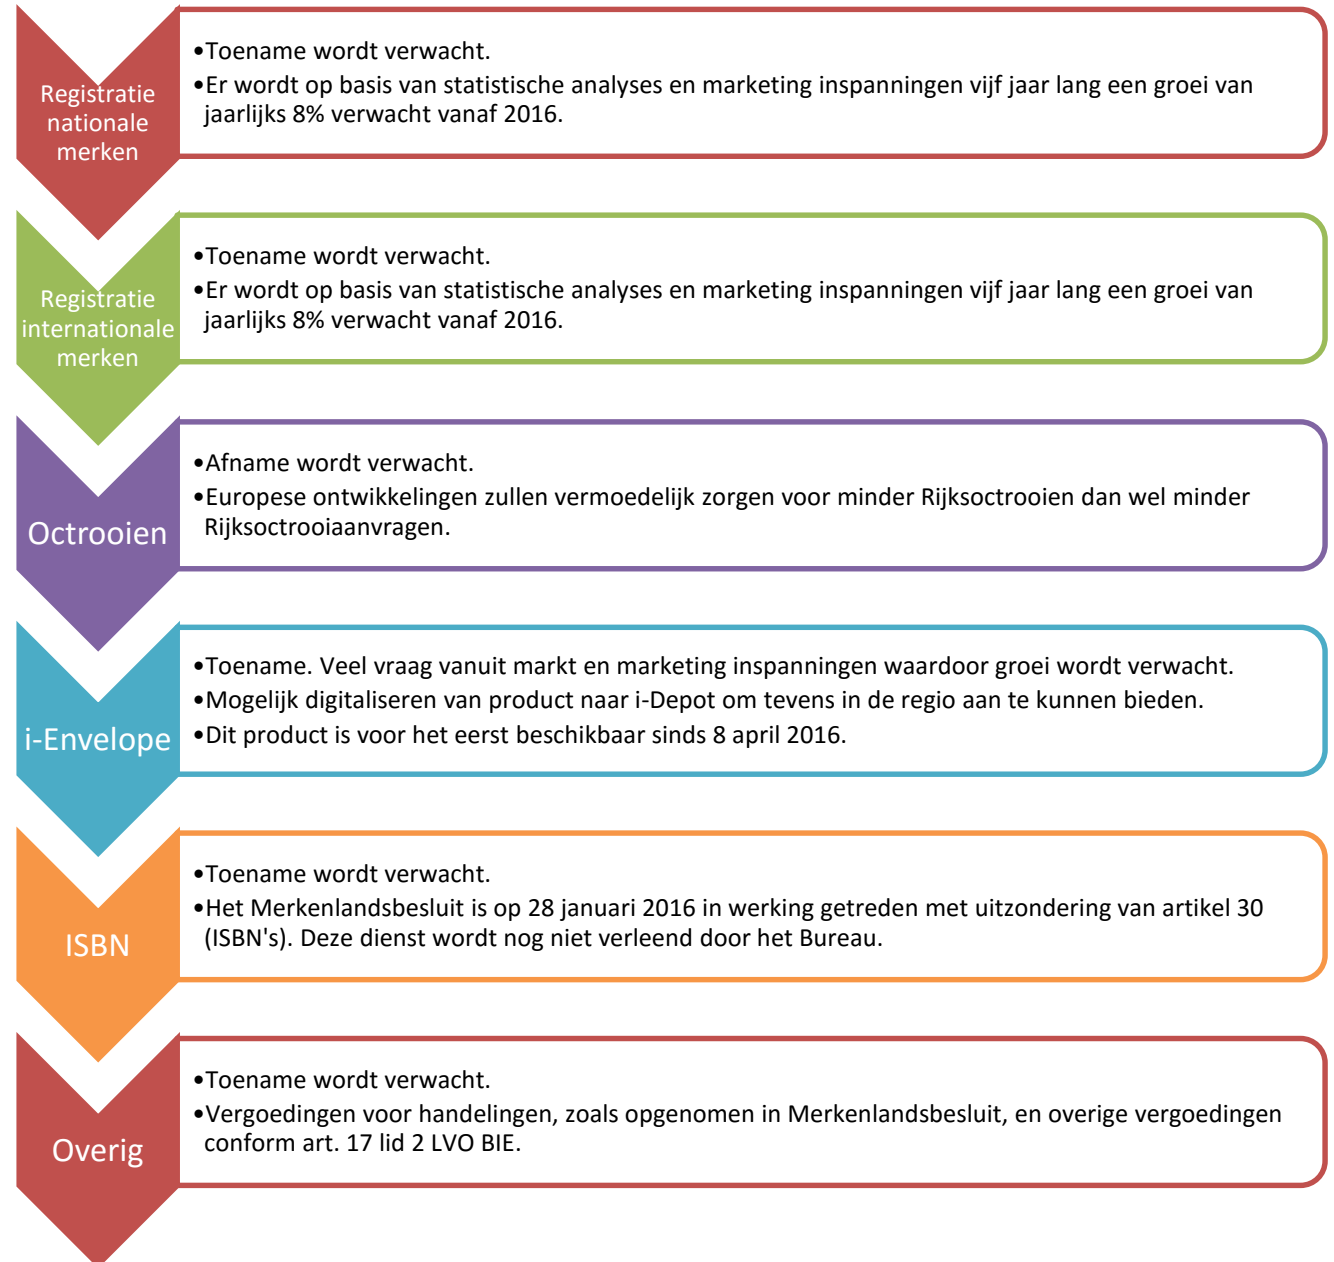 Registratie
nationale
merken
•Toename wordt verwacht.
•Er wordt op basis van statistische analyses en marketing inspanningen vijf jaar lang een groei van
jaarlijks 8% verwacht vanaf 2016.
Registratie
internationale
merken
•Toename wordt verwacht.
•Er wordt op basis van statistische analyses en marketing inspanningen vijf jaar lang een groei van
jaarlijks 8% verwacht vanaf 2016.
Octrooien
•Afname wordt verwacht.
•Europese ontwikkelingen zullen vermoedelijk zorgen voor minder Rijksoctrooien dan wel minder
Rijksoctrooiaanvragen.
i-Envelope
•Toename. Veel vraag vanuit markt en marketing inspanningen waardoor groei wordt verwacht.
•Mogelijk digitaliseren van product naar i-Depot om tevens in de regio aan te kunnen bieden.
•Dit product is voor het eerst beschikbaar sinds 8 april 2016.
ISBN
•Toename wordt verwacht.
•Het Merkenlandsbesluit is op 28 januari 2016 in werking getreden met uitzondering van artikel 30
(ISBN's). Deze dienst wordt nog niet verleend door het Bureau.
Overig
•Toename wordt verwacht.
•Vergoedingen voor handelingen, zoals opgenomen in Merkenlandsbesluit, en overige vergoedingen
conform art. 17 lid 2 LVO BIE.